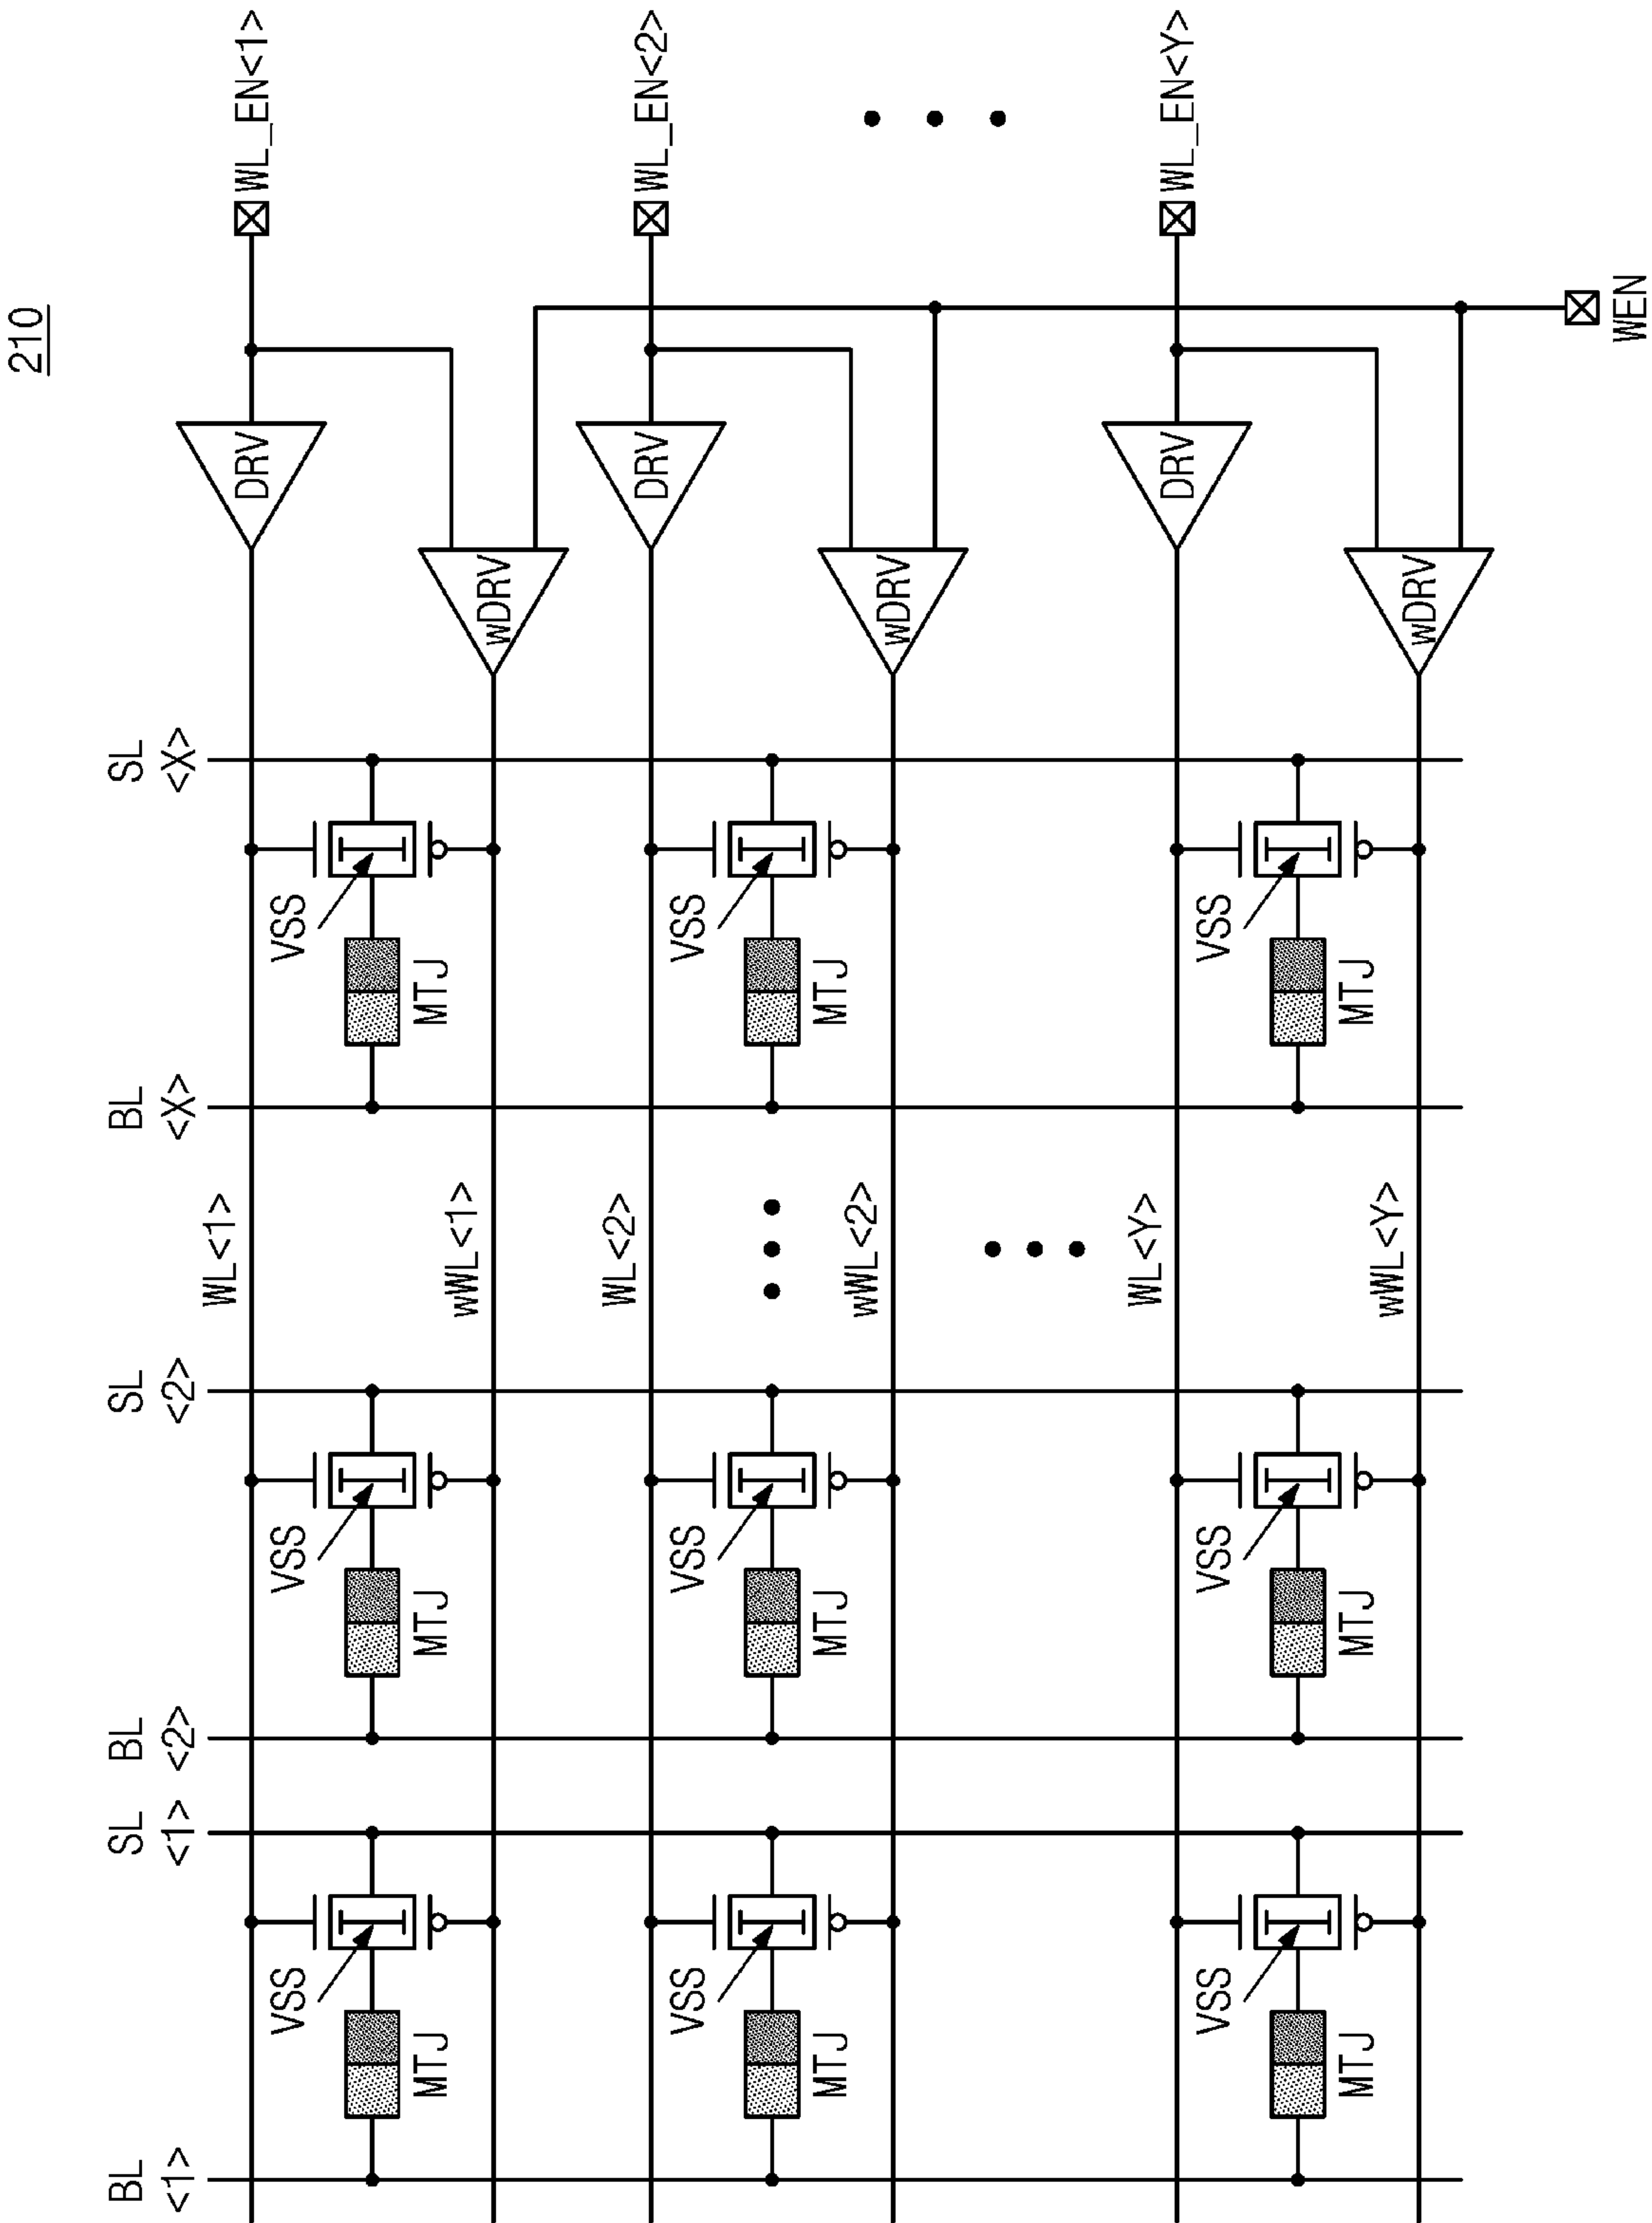 210
BL SL BL SL BL SL
<1> <1> <2> <2> <X> <X>
WL<1> DRV WL_EN<1>
VSS VSS VSS
MTJ MTJ MTJ
wWL<1> wDRV
WL<2> DRV WL_EN<2>
VSS VSS VSS
MTJ MTJ MTJ
wWL<2> wDRV
WL<Y> DRV WL_EN<Y>
VSS VSS VSS
MTJ MTJ MTJ
wWL<Y> wDRV
WEN